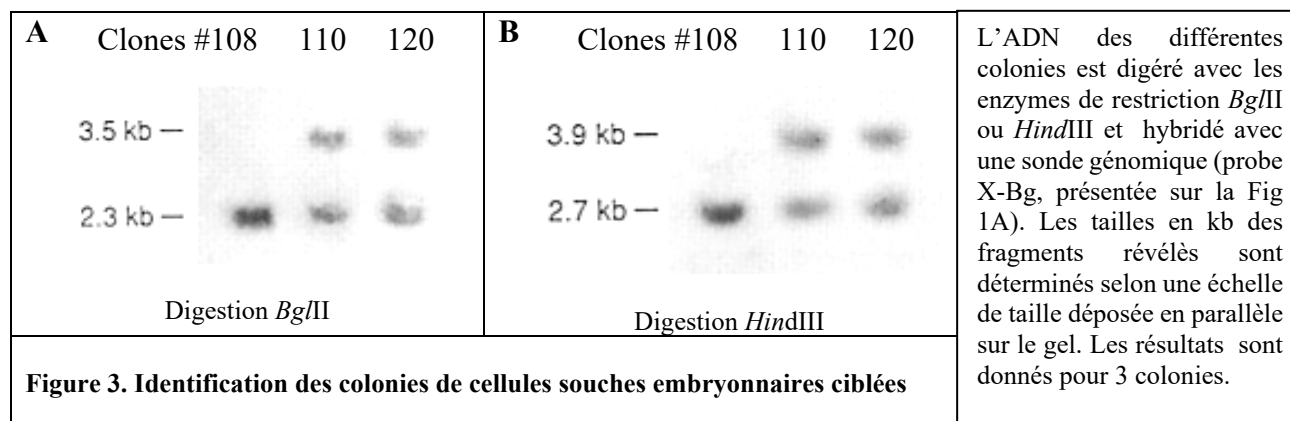 A Clones #108 110 120
3.5 kb
2.3 kb
Digestion BglII
B Clones #108 110 120
3.9 kb
2.7 kb
Digestion HindIII
Figure 3. Identification des colonies de cellules souches embryonnaires ciblées
L'ADN des différentes
colonies est digéré avec les
enzymes de restriction BglII
ou HindIII et hybridé avec
une sonde génomique (probe
X-Bg, présentée sur la Fig
1A). Les tailles en kb des
fragments révélès sont
déterminés selon une échelle
de taille déposée en parallèle
sur le gel. Les résultats sont
donnés pour 3 colonies.